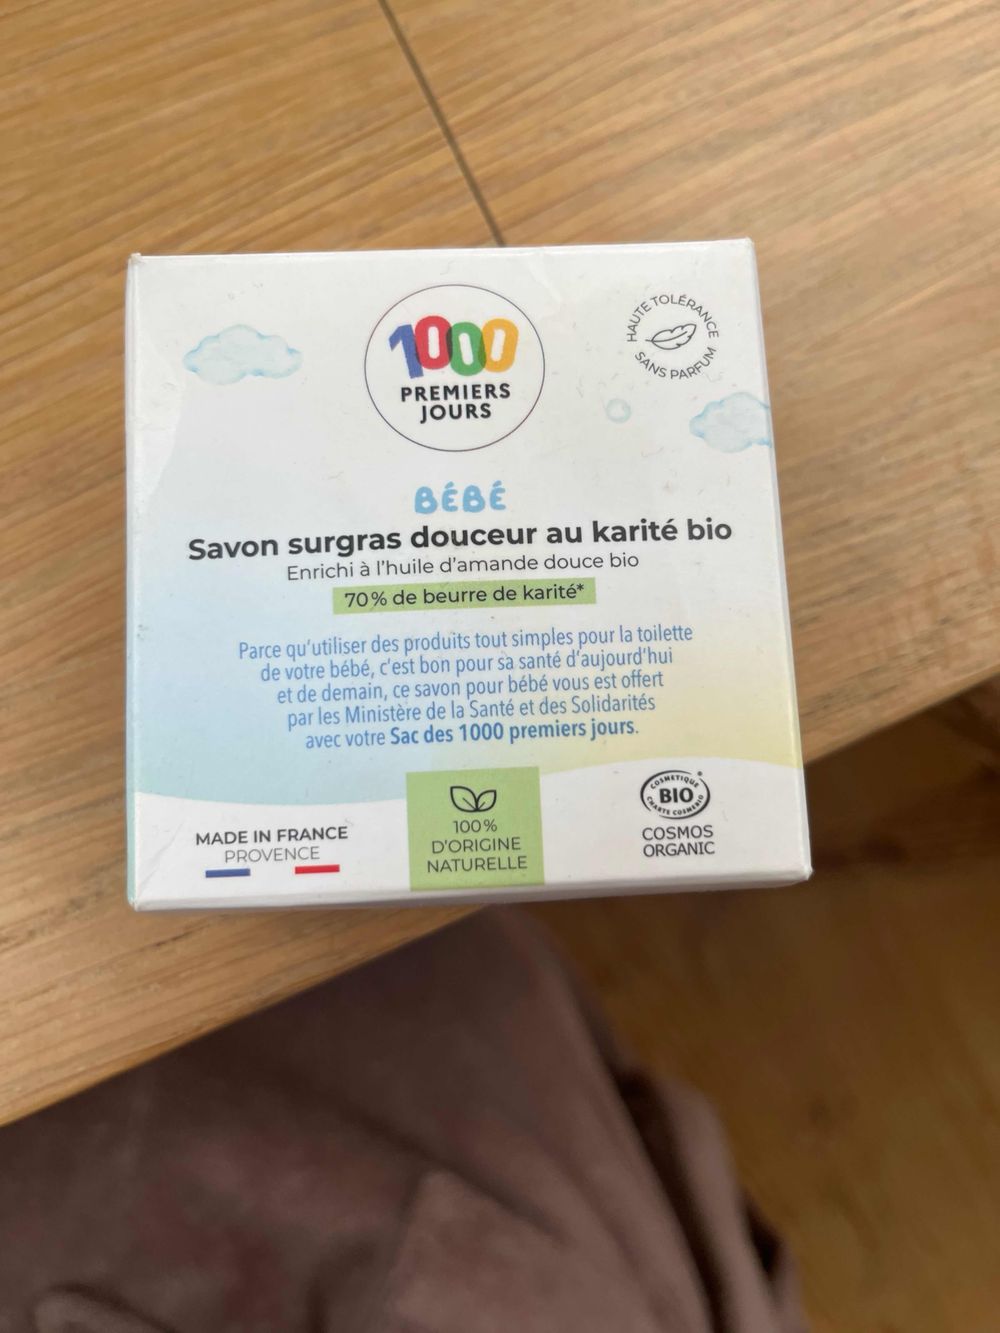 1000
PREMIERS
JOURS
HAUTE TOLÉRANCE
SANS PARFUM
BÉBÉ
Savon surgras douceur au karité bio
Enrichi à l'huile d'amande douce bio
70% de beurre de karité*
Parce qu'utiliser des produits tout simples pour la toilette
de votre bébé, c'est bon pour sa santé d'aujourd'hui
et de demain, ce savon pour bébé vous est offert
par les Ministère de la Santé et des Solidarités
avec votre Sac des 1000 premiers jours.
MADE IN FRANCE
PROVENCE
100%
D'ORIGINE
NATURELLE
COSMETIQUE
BIO
CHARTE COSMEBIO
COSMOS
ORGANIC